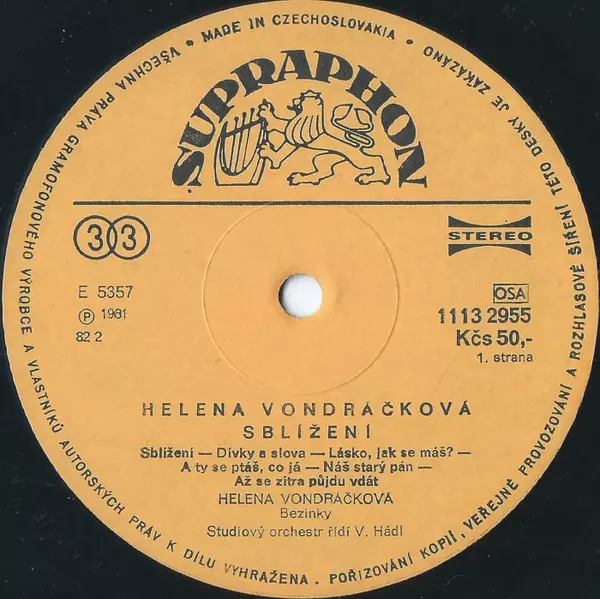 VŠECHNA PRÁVA GRAMOFONOVÉHO VÝROBCE A VLASTNÍKŮ AUTORSKÝCH PRÁV K DÍLU VYHRAŽENA . POŘIZOVÁNÍ KOPIÍ, VEŘEJNÉ PROVOZOVÁNÍ A ROZHLASOVÉ ŠÍŘENÍ TÉTO DESKY JE ZAKÁZÁNO
• MADE IN CZECHOSLOVAKIA •
SUPRAPHON
33
STEREO
E 5357
OSA
Ⓟ 1981
1113 2955
82 2
Kčs 50,-
1. strana
HELENA VONDRÁČKOVÁ
SBLÍŽENÍ
Sblížení — Dívky a slova — Lásko, jak se máš? —
A ty se ptáš, co já — Náš starý pán —
Až se zítra půjdu vdát
HELENA VONDRÁČKOVÁ
Bezinky
Studiový orchestr řídí V. Hádl